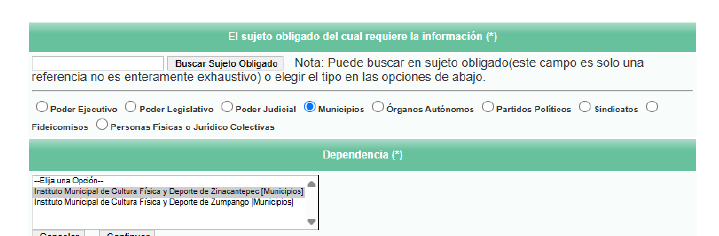 El sujeto obligado del cual requiere la información (*)
Buscar Sujeto Obligado Nota: Puede buscar en sujeto obligado(este campo es solo una
referencia no es enteramente exhaustivo) o elegir el tipo en las opciones de abajo.
Poder Ejecutivo Poder Legislativo Poder Judicial Municipios Órganos Autónomos Partidos Políticos Sindicatos
Fideicomisos Personas Físicas o Jurídico Colectivas
Dependencia (*)
--Elija una Opción--
Instituto Municipal de Cultura Física y Deporte de Zinacantepec [Municipios]
Instituto Municipal de Cultura Física y Deporte de Zumpango [Municipios]
Cancelar Continuar